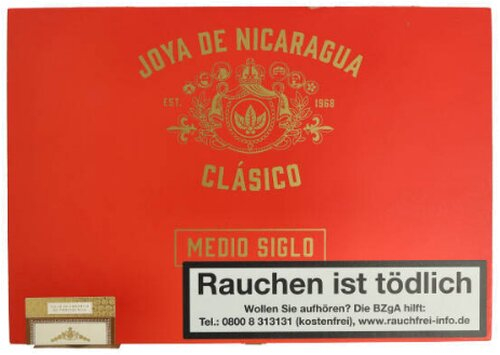 JOYA DE NICARAGUA
EST. 1968
CLÁSICO
MEDIO SIGLO
Rauchen ist tödlich
Wollen Sie aufhören? Die BZgA hilft:
Tel.: 0800 8 313131 (kostenfrei), www.rauchfrei-info.de